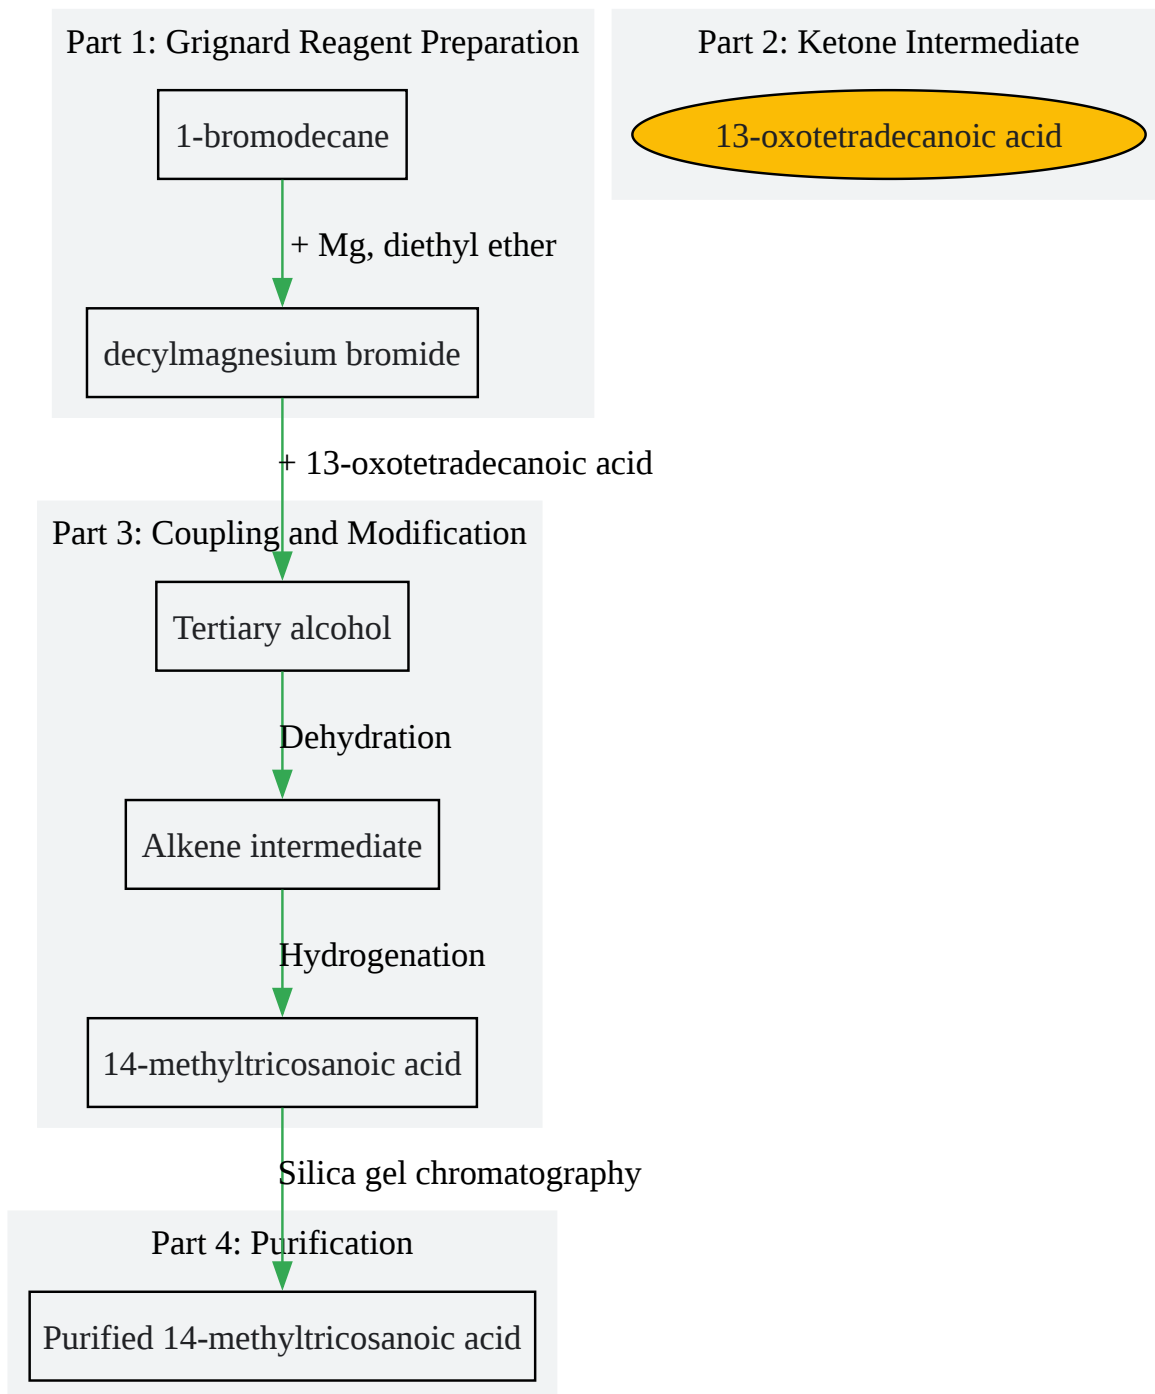 Part 1: Grignard Reagent Preparation
Part 2: Ketone Intermediate
1-bromodecane
13-oxotetradecanoic acid
+ Mg, diethyl ether
decylmagnesium bromide
+ 13-oxotetradecanoic acid
Part 3: Coupling and Modification
Tertiary alcohol
Dehydration
Alkene intermediate
Hydrogenation
14-methyltricosanoic acid
Silica gel chromatography
Part 4: Purification
Purified 14-methyltricosanoic acid